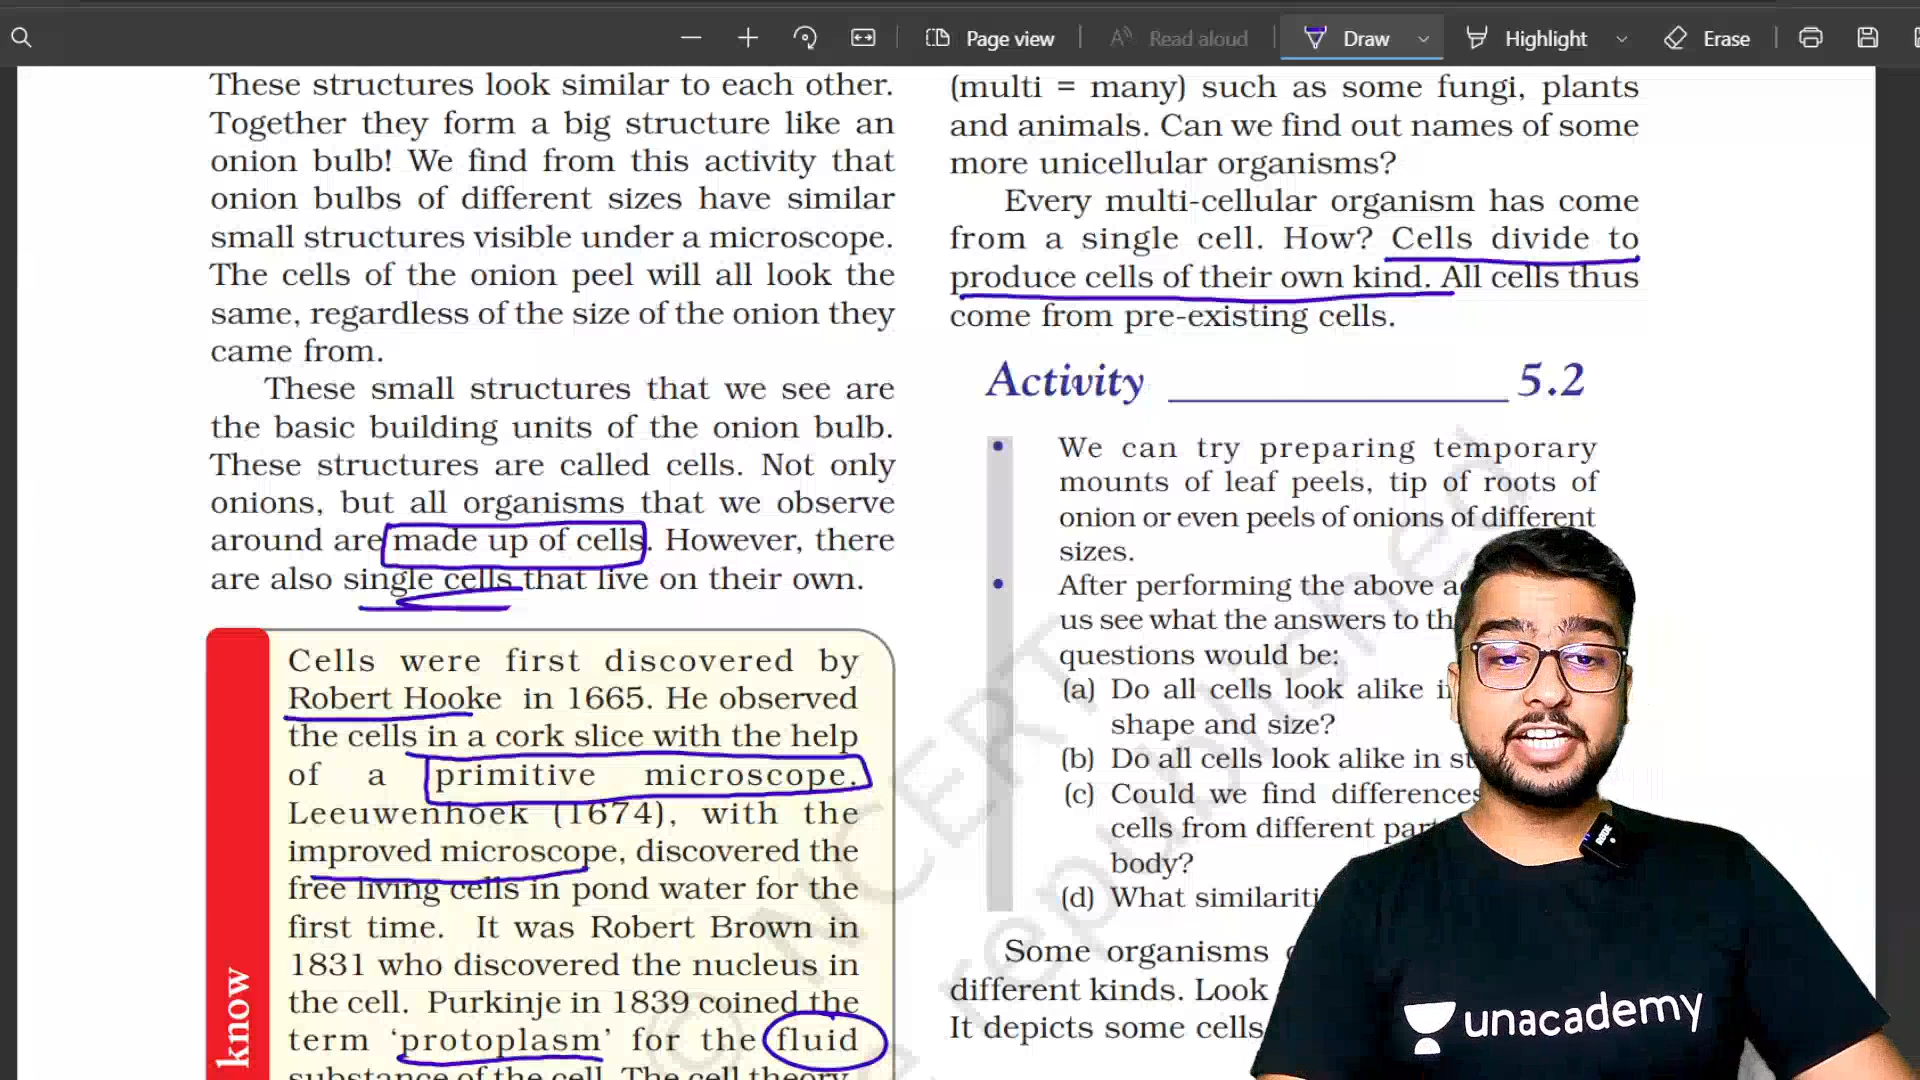 Page view
Read aloud
Draw
Highlight
Erase
These structures look similar to each other.
Together they form a big structure like an
onion bulb! We find from this activity that
onion bulbs of different sizes have similar
small structures visible under a microscope.
The cells of the onion peel will all look the
same, regardless of the size of the onion they
came from.
These small structures that we see are
the basic building units of the onion bulb.
These structures are called cells. Not only
onions, but all organisms that we observe
around are made up of cells. However, there
are also single cells that live on their own.
know
Cells were first discovered by
Robert Hooke in 1665. He observed
the cells in a cork slice with the help
of a primitive microscope.
Leeuwenhoek (1674), with the
improved microscope, discovered the
free living cells in pond water for the
first time. It was Robert Brown in
1831 who discovered the nucleus in
the cell. Purkinje in 1839 coined the
term ‘protoplasm’ for the fluid
substance of the cell. The cell theory,
(multi = many) such as some fungi, plants
and animals. Can we find out names of some
more unicellular organisms?
Every multi-cellular organism has come
from a single cell. How? Cells divide to
produce cells of their own kind. All cells thus
come from pre-existing cells.
Activity 5.2
• We can try preparing temporary
mounts of leaf peels, tip of roots of
onion or even peels of onions of different
sizes.
• After performing the above
us see what the answers to
questions would be:
(a) Do all cells look alike
shape and size?
(b) Do all cells look alike in
(c) Could we find differences
cells from different
body?
(d) What
Some organisms
different kinds. Look
It depicts some cells
© NCERT
republished
unacademy